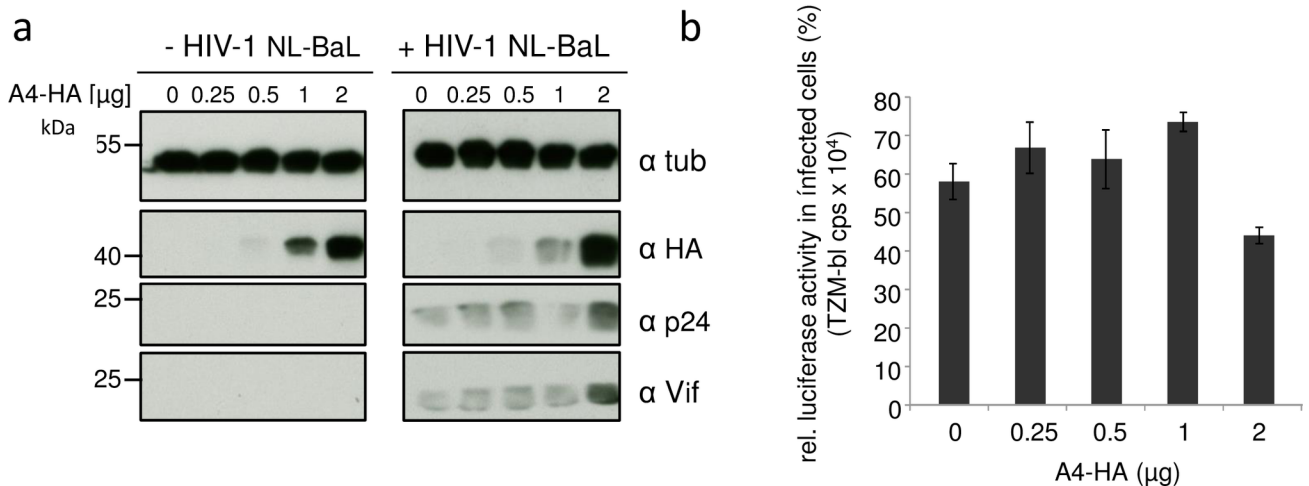 a
- HIV-1 NL-BaL
+ HIV-1 NL-BaL
A4-HA [µg]
0 0.25 0.5 1 2
0 0.25 0.5 1 2
kDa
55
α tub
40
α HA
25
α p24
25
α Vif
b
rel. luciferase activity in infected cells (%)
(TZM-bl cps x 10⁴)
80
70
60
50
40
30
20
10
0
0 0.25 0.5 1 2
A4-HA (µg)